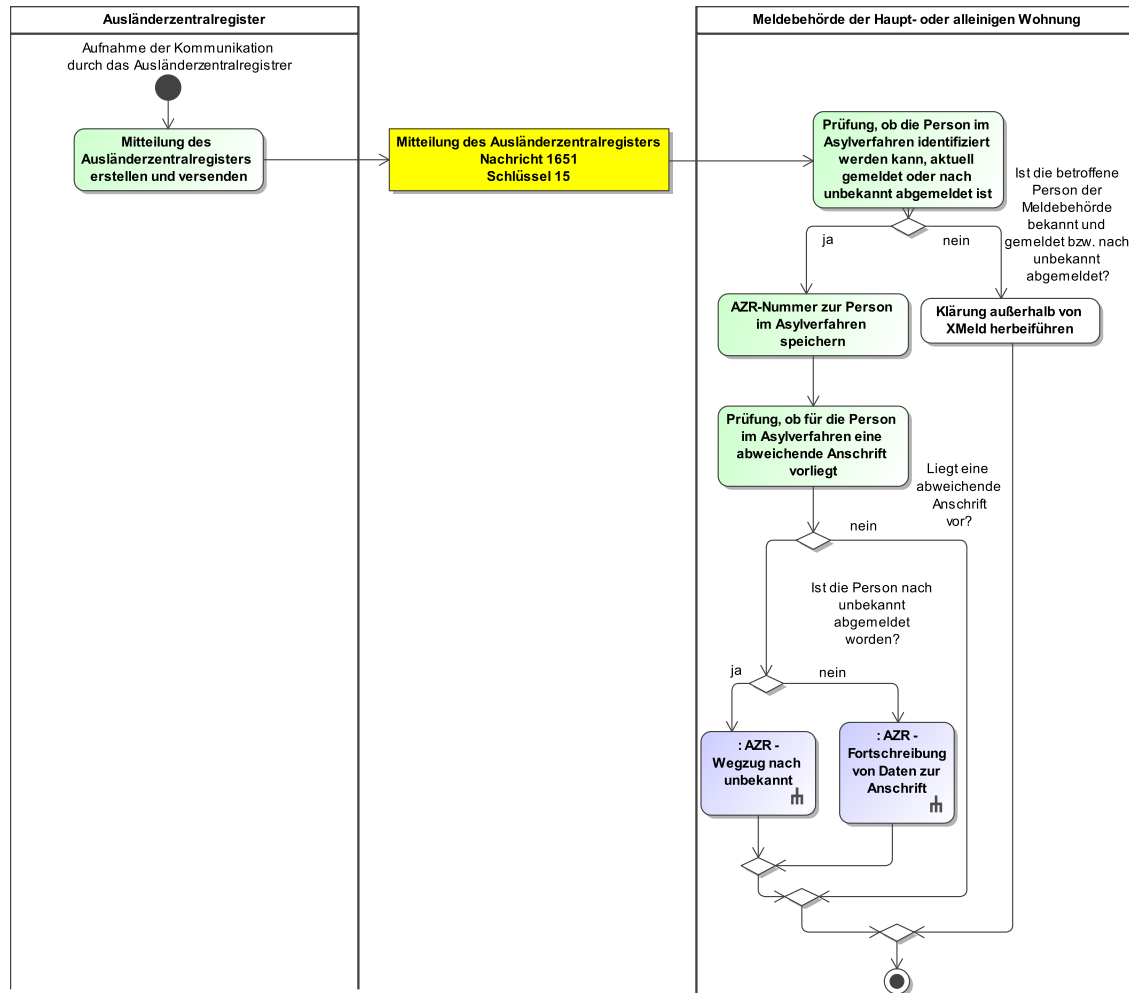 Ausländerzentralregister
Meldebehörde der Haupt- oder alleinigen Wohnung
Aufnahme der Kommunikation
durch das Ausländerzentralregistrer
Mitteilung des
Ausländerzentralregisters
erstellen und versenden
Mitteilung des Ausländerzentralregisters
Nachricht 1651
Schlüssel 15
Prüfung, ob die Person im
Asylverfahren identifiziert
werden kann, aktuell
gemeldet oder nach
unbekannt abgemeldet ist
Ist die betroffene
Person der
Meldebehörde
bekannt und
gemeldet bzw. nach
unbekannt
abgemeldet?
ja
nein
AZR-Nummer zur Person
im Asylverfahren
speichern
Klärung außerhalb von
XMeld herbeiführen
Prüfung, ob für die Person
im Asylverfahren eine
abweichende Anschrift
vorliegt
Liegt eine
abweichende
Anschrift
vor?
nein
Ist die Person nach
unbekannt
abgemeldet
worden?
ja
nein
: AZR -
Wegzug nach
unbekannt
: AZR -
Fortschreibung
von Daten zur
Anschrift